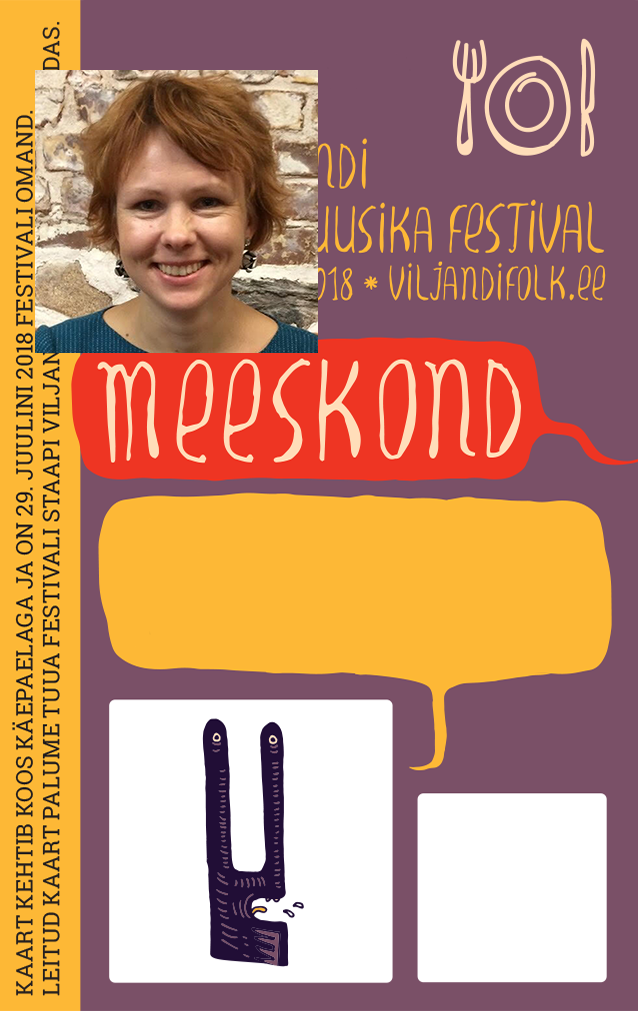 NDI
UUSIKA FESTIVAL
018 * VILJANDIFOLK.EE
MEESKOND
KAART KEHTIB KOOS KÄEPAELAGA JA ON 29. JUULINI 2018 FESTIVALI OMAND.
LEITUD KAART PALUME TUUA FESTIVALI STAAPI VILJAN DAS.